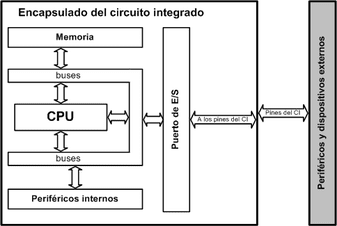 Encapsulado del circuito integrado
Memoria
buses
CPU
buses
Periféricos internos
Puerto de E/S
A los pines del CI
Pines del CI
Periféricos y dispositivos externos